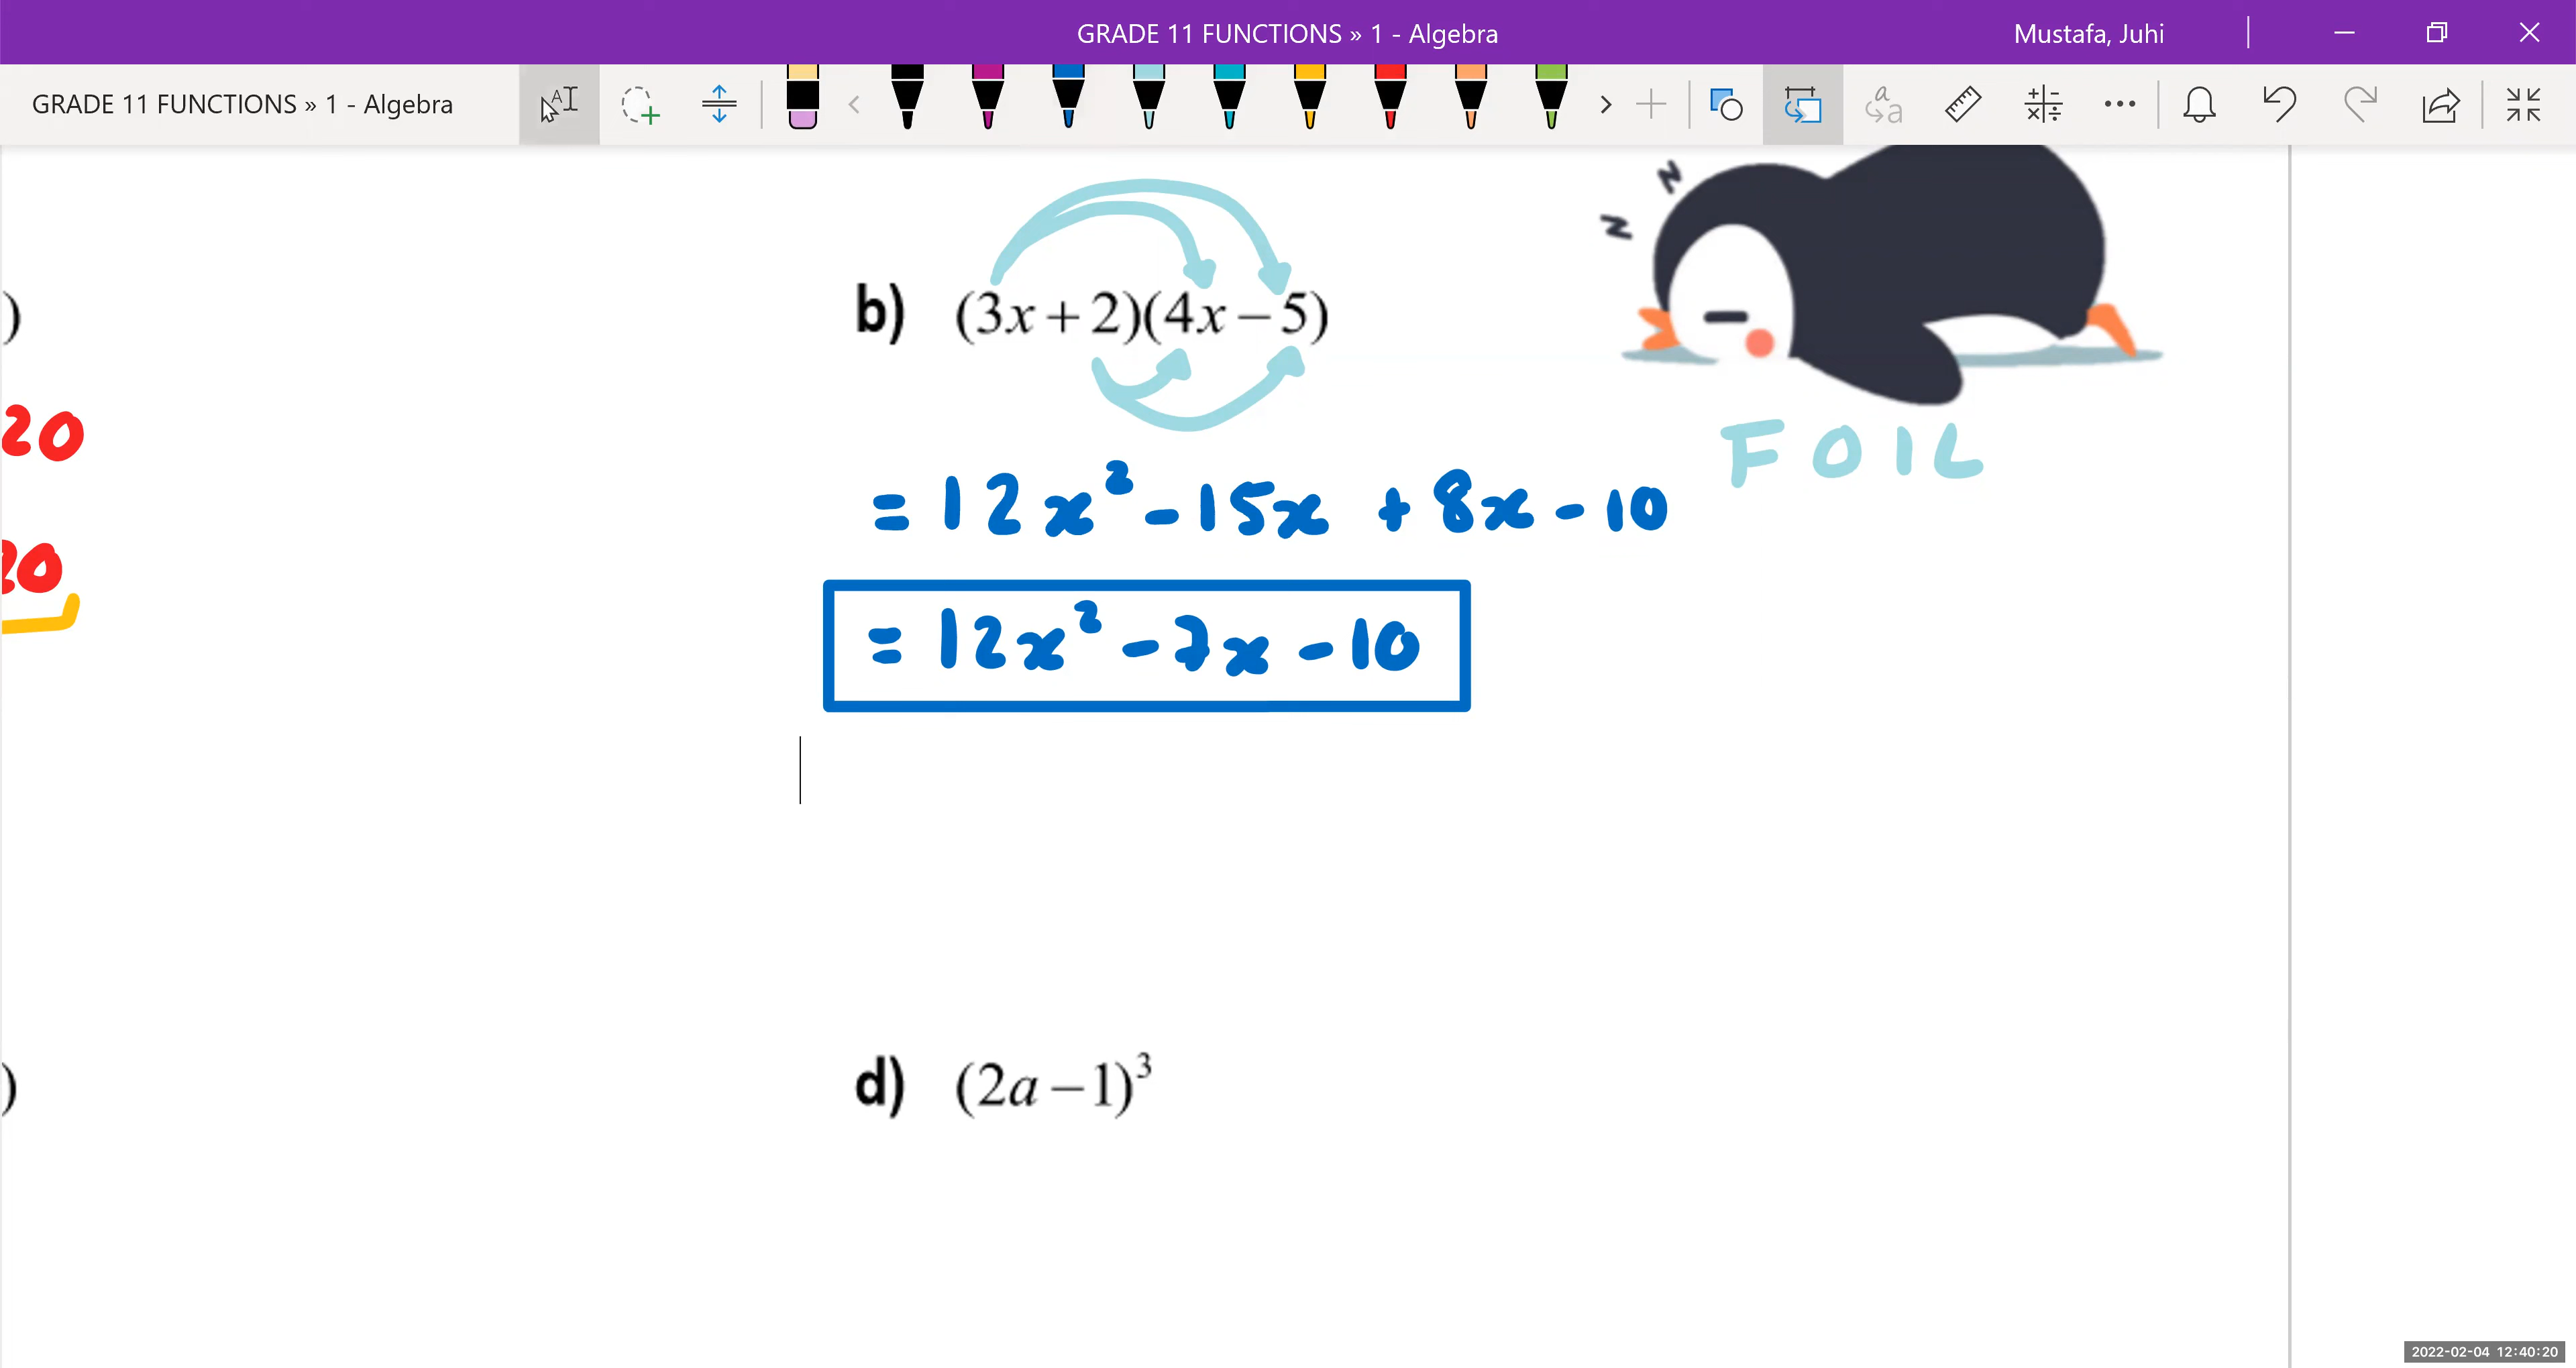 GRADE 11 FUNCTIONS » 1 - Algebra
Mustafa, Juhi
GRADE 11 FUNCTIONS » 1 - Algebra
z
z
b) (3x + 2)(4x − 5)
)
20
FOIL
= 12x² - 15x + 8x - 10
20
= 12x² - 7x - 10
)
d) (2a − 1)³
2022-02-04 12:40:20